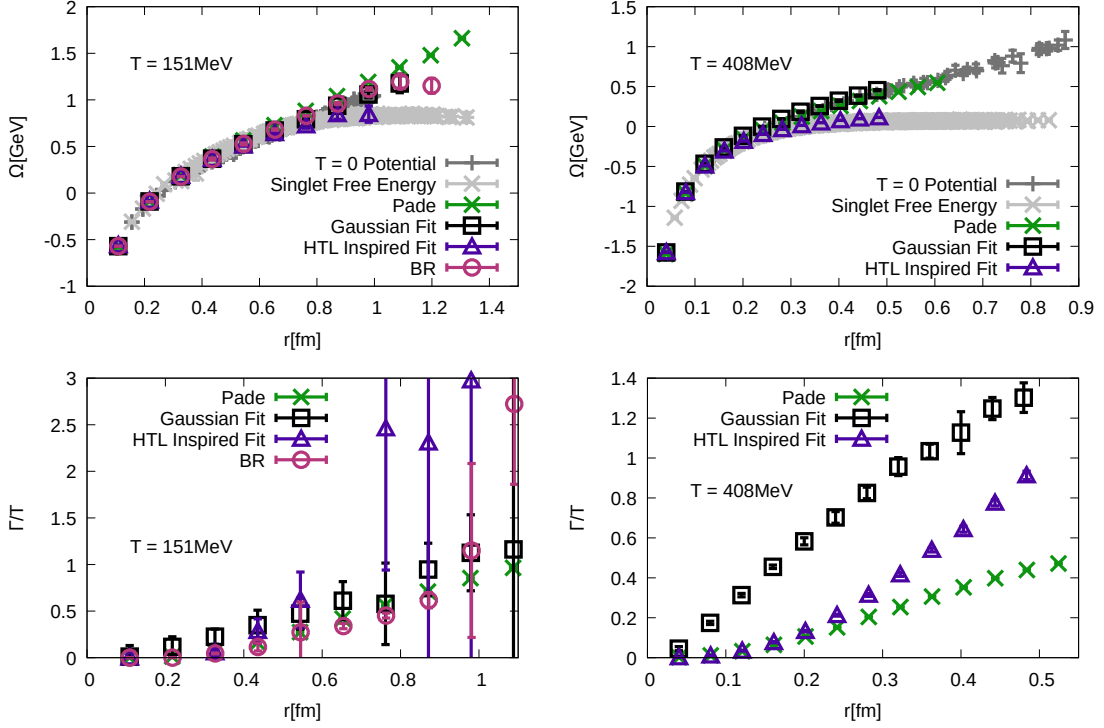 2
1.5
1
0.5
0
-0.5
-1
Ω[GeV]
T = 151MeV
T = 0 Potential
Singlet Free Energy
Pade
Gaussian Fit
HTL Inspired Fit
BR
0 0.2 0.4 0.6 0.8 1 1.2 1.4
r[fm]
1.5
1
0.5
0
-0.5
-1
-1.5
-2
Ω[GeV]
T = 408MeV
T = 0 Potential
Singlet Free Energy
Pade
Gaussian Fit
HTL Inspired Fit
0 0.1 0.2 0.3 0.4 0.5 0.6 0.7 0.8 0.9
r[fm]
3
2.5
2
1.5
1
0.5
0
Γ/T
Pade
Gaussian Fit
HTL Inspired Fit
BR
T = 151MeV
0 0.2 0.4 0.6 0.8 1
r[fm]
1.4
1.2
1
0.8
0.6
0.4
0.2
0
Γ/T
Pade
Gaussian Fit
HTL Inspired Fit
T = 408MeV
0 0.1 0.2 0.3 0.4 0.5
r[fm]